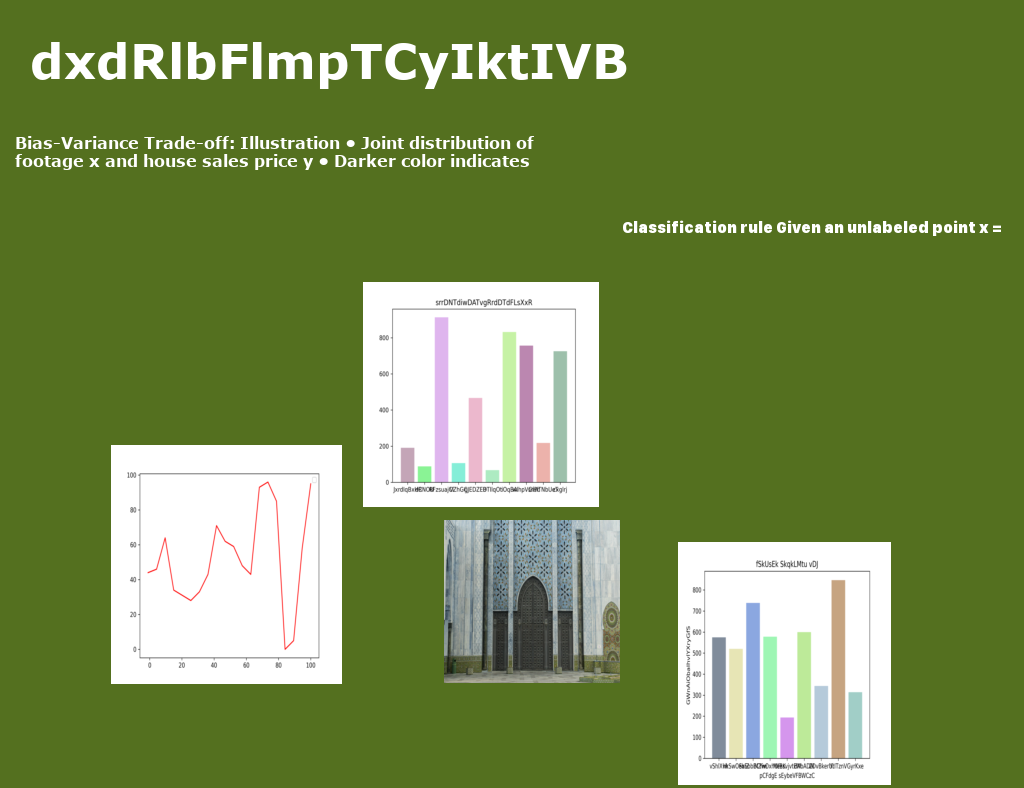 dxdRlbFlmpTCyIktIVB
Bias-Variance Trade-off: Illustration • Joint distribution of
footage x and house sales price y • Darker color indicates
Classification rule Given an unlabeled point x =
srrDNTdiwDATvgRrdDTdFLsXxR
800
600
400
200
0
100
80
60
40
20
0
0 20 40 60 80 100
fSkUsEk SkqkLMtu vDJ
800
700
600
500
400
300
200
100
0
pCFdgE sEybeVFBWCzC